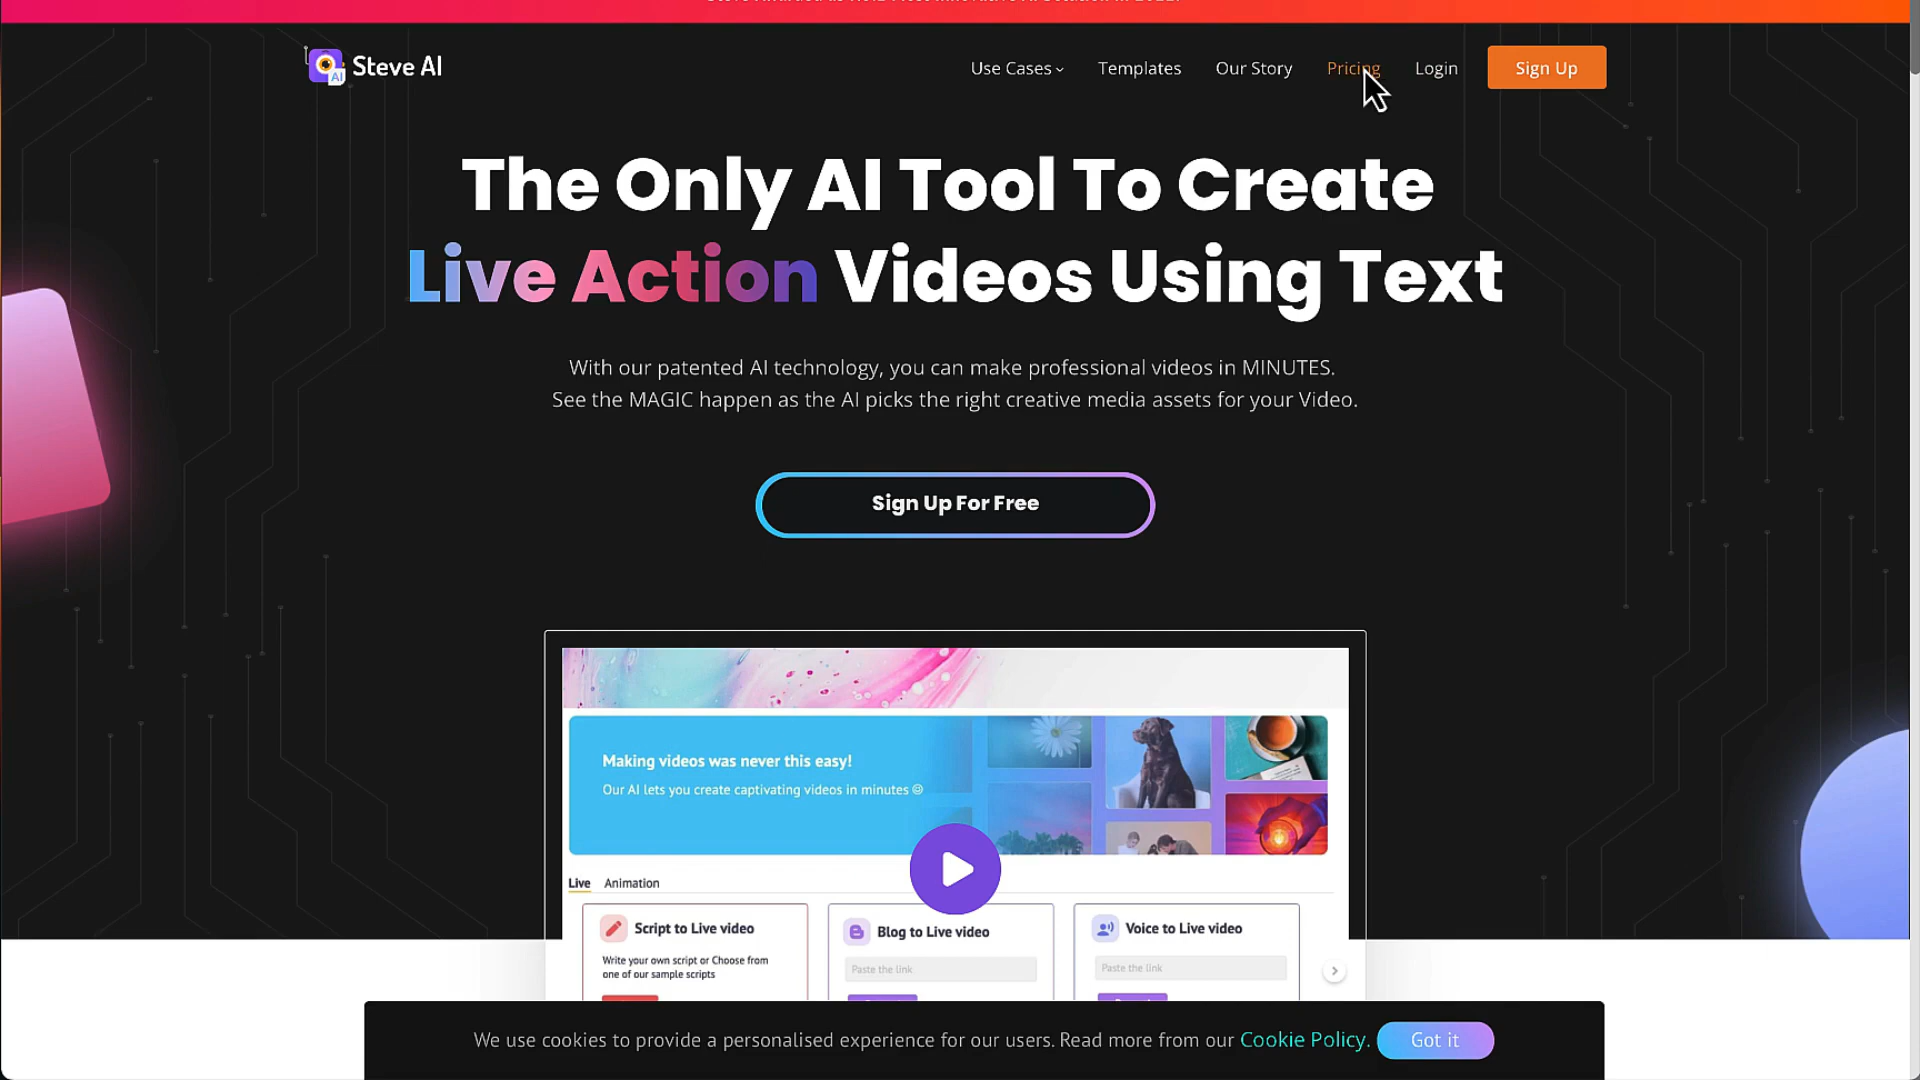 Steve AI
Use Cases
Templates
Our Story
Pricing
Login
Sign Up
The Only AI Tool To Create
Live Action Videos Using Text
With our patented AI technology, you can make professional videos in MINUTES.
See the MAGIC happen as the AI picks the right creative media assets for your Video.
Sign Up For Free
Making videos was never this easy!
Our AI lets you create captivating videos in minutes
Live
Animation
Script to Live video
Write your own script or Choose from
one of our sample scripts
Blog to Live video
Paste the link
Voice to Live video
Paste the link
We use cookies to provide a personalised experience for our users. Read more from our Cookie Policy.
Got it